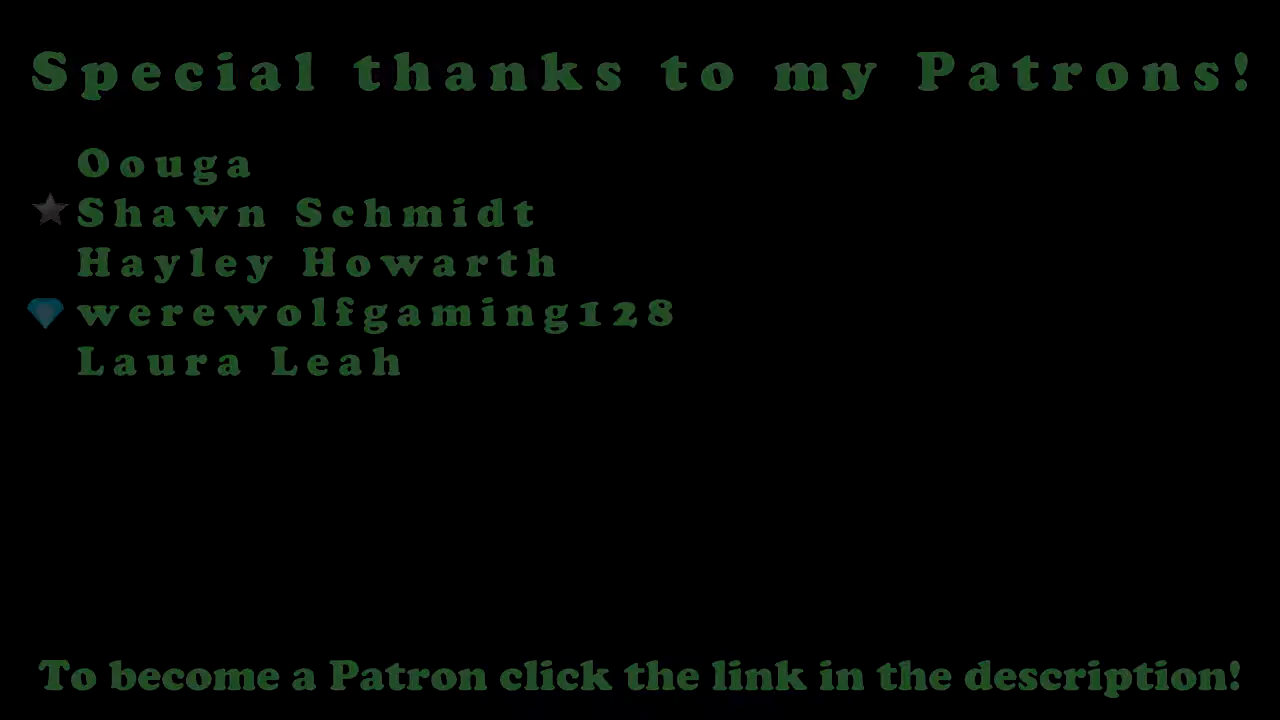 Special thanks to my Patrons!
Oouga
Shawn Schmidt
Hayley Howarth
werewolfgaming128
Laura Leah
To become a Patron click the link in the description!